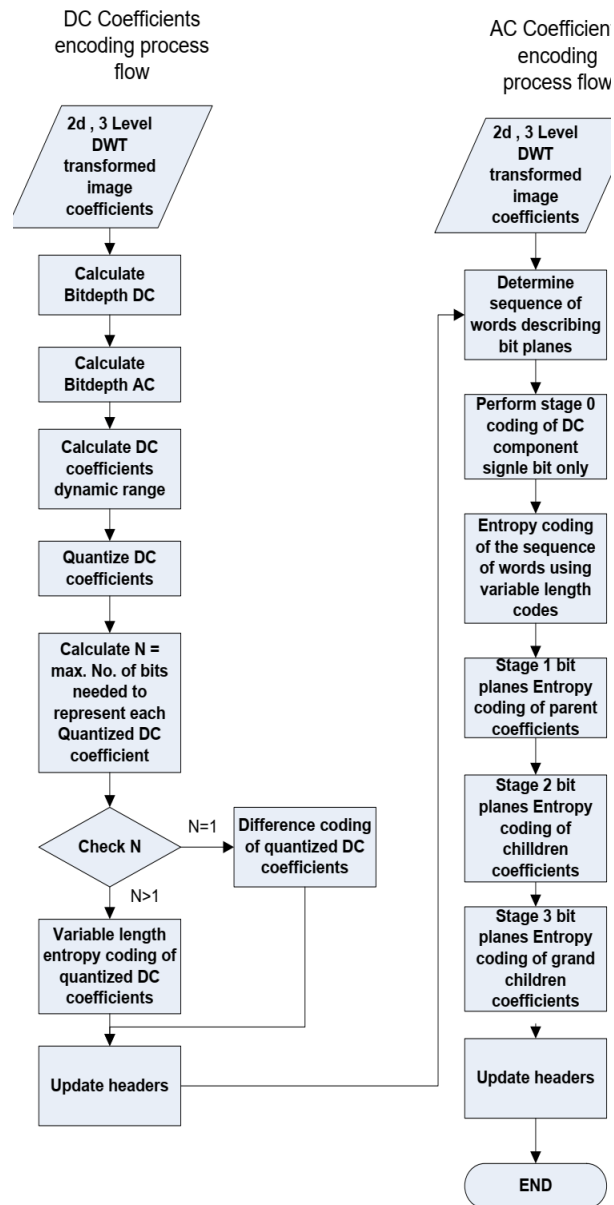 DC Coefficients
encoding process
flow
2d , 3 Level
DWT
transformed
image
coefficients
Calculate
Bitdepth DC
Calculate
Bitdepth AC
Calculate DC
coefficients
dynamic range
Quantize DC
coefficients
Calculate N =
max. No. of bits
needed to
represent each
Quantized DC
coefficient
Check N
N=1
Difference coding
of quantized DC
coefficients
N>1
Variable length
entropy coding of
quantized DC
coefficients
Update headers
AC Coefficien
encoding
process flow
2d , 3 Level
DWT
transformed
image
coefficients
Determine
sequence of
words describing
bit planes
Perform stage 0
coding of DC
component
signle bit only
Entropy coding
of the sequence
of words using
variable length
codes
Stage 1 bit
planes Entropy
coding of parent
coefficients
Stage 2 bit
planes Entropy
coding of
chilldren
coefficients
Stage 3 bit
planes Entropy
coding of grand
children
coefficients
Update headers
END